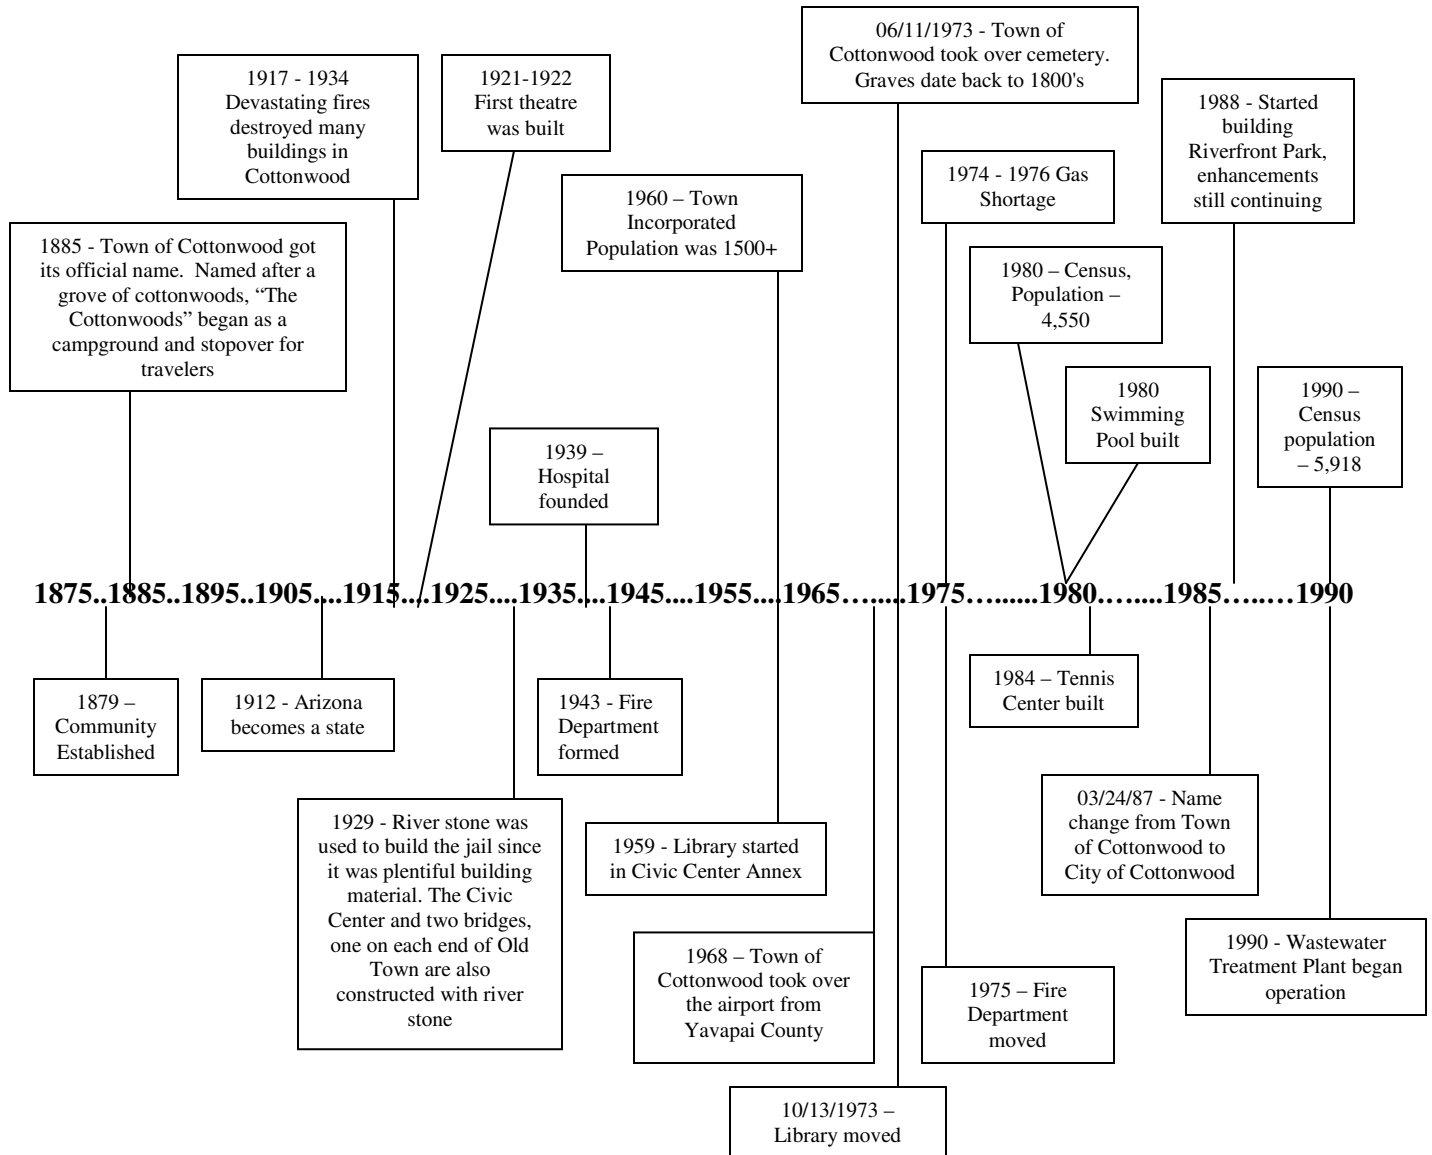 06/11/1973 - Town of
Cottonwood took over cemetery.
Graves date back to 1800's
1917 - 1934
Devastating fires
destroyed many
buildings in
Cottonwood
1921-1922
First theatre
was built
1988 - Started
building
Riverfront Park,
enhancements
still continuing
1974 - 1976 Gas
Shortage
1960 – Town
Incorporated
Population was 1500+
1885 - Town of Cottonwood got
its official name.  Named after a
grove of cottonwoods, “The
Cottonwoods” began as a
campground and stopover for
travelers
1980 – Census,
Population –
4,550
1980
Swimming
Pool built
1990 –
Census
population
– 5,918
1939 –
Hospital
founded
1875..1885..1895..1905....1915....1925....1935....1945....1955....1965….....1975…......1980.…....1985…..…1990
1879 –
Community
Established
1912 - Arizona
becomes a state
1943 - Fire
Department
formed
1984 – Tennis
Center built
1929 - River stone was
used to build the jail since
it was plentiful building
material. The Civic
Center and two bridges,
one on each end of Old
Town are also
constructed with river
stone
1959 - Library started
in Civic Center Annex
03/24/87 - Name
change from Town
of Cottonwood to
City of Cottonwood
1968 – Town of
Cottonwood took over
the airport from
Yavapai County
1975 – Fire
Department
moved
1990 - Wastewater
Treatment Plant began
operation
10/13/1973 –
Library moved